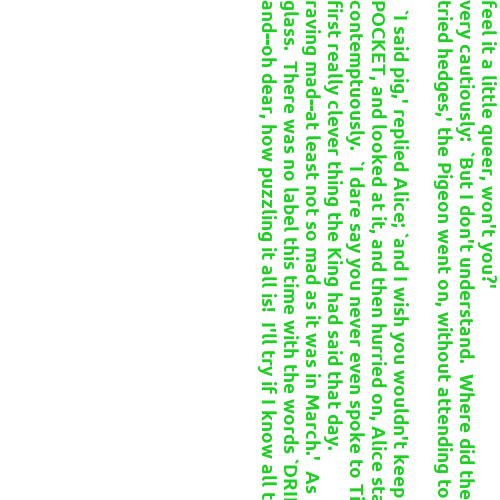 feel it a little queer, won't you?'
very cautiously:  `But I don't understand.  Where did the
tried hedges,' the Pigeon went on, without attending to
`I said pig,' replied Alice; `and I wish you wouldn't keep
POCKET, and looked at it, and then hurried on, Alice
contemptuously.  `I dare say you never even spoke to
first really clever thing the King had said that day.
raving mad--at least not so mad as it was in March.'  As
glass.  There was no label this time with the words
and--oh dear, how puzzling it all is!  I'll try if I know all